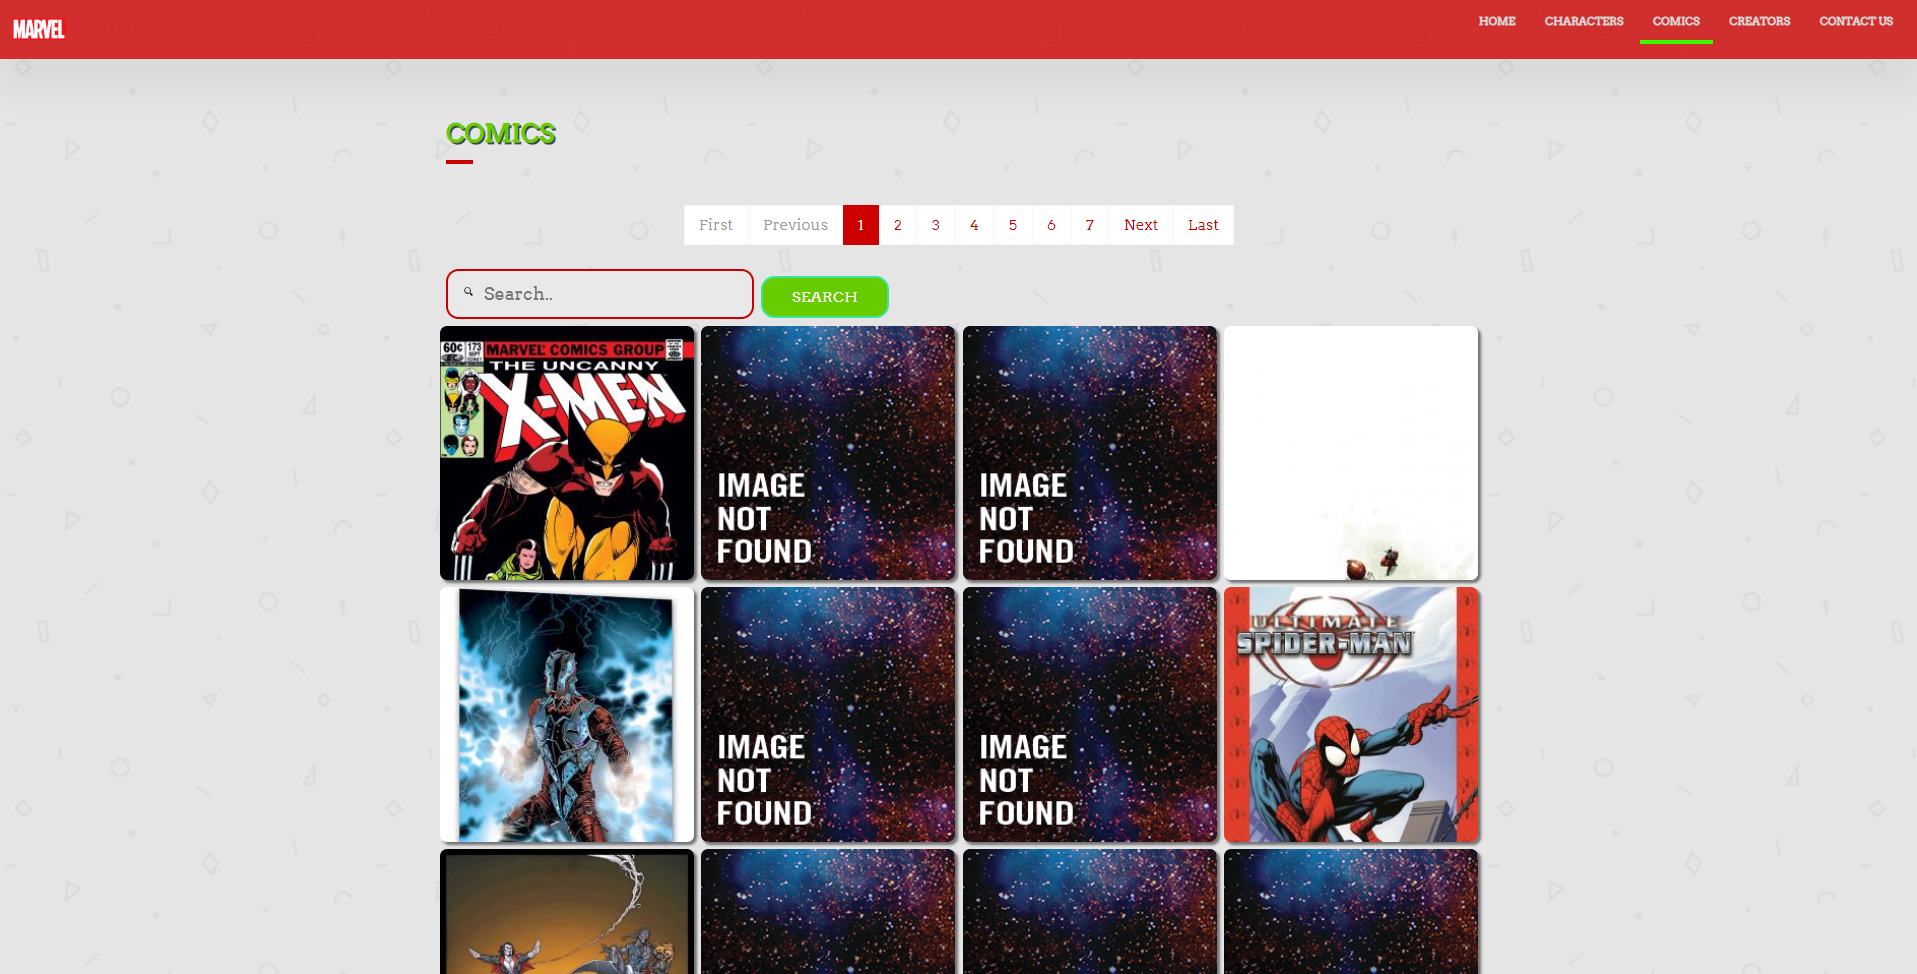 MARVEL
HOME CHARACTERS COMICS CREATORS CONTACT US
COMICS
First Previous 1 2 3 4 5 6 7 Next Last
Search..
SEARCH
60¢ 173
MARVEL COMICS GROUP
THE UNCANNY
X-MEN
IMAGE
NOT
FOUND
IMAGE
NOT
FOUND
IMAGE
NOT
FOUND
IMAGE
NOT
FOUND
ULTIMATE
SPIDER-MAN